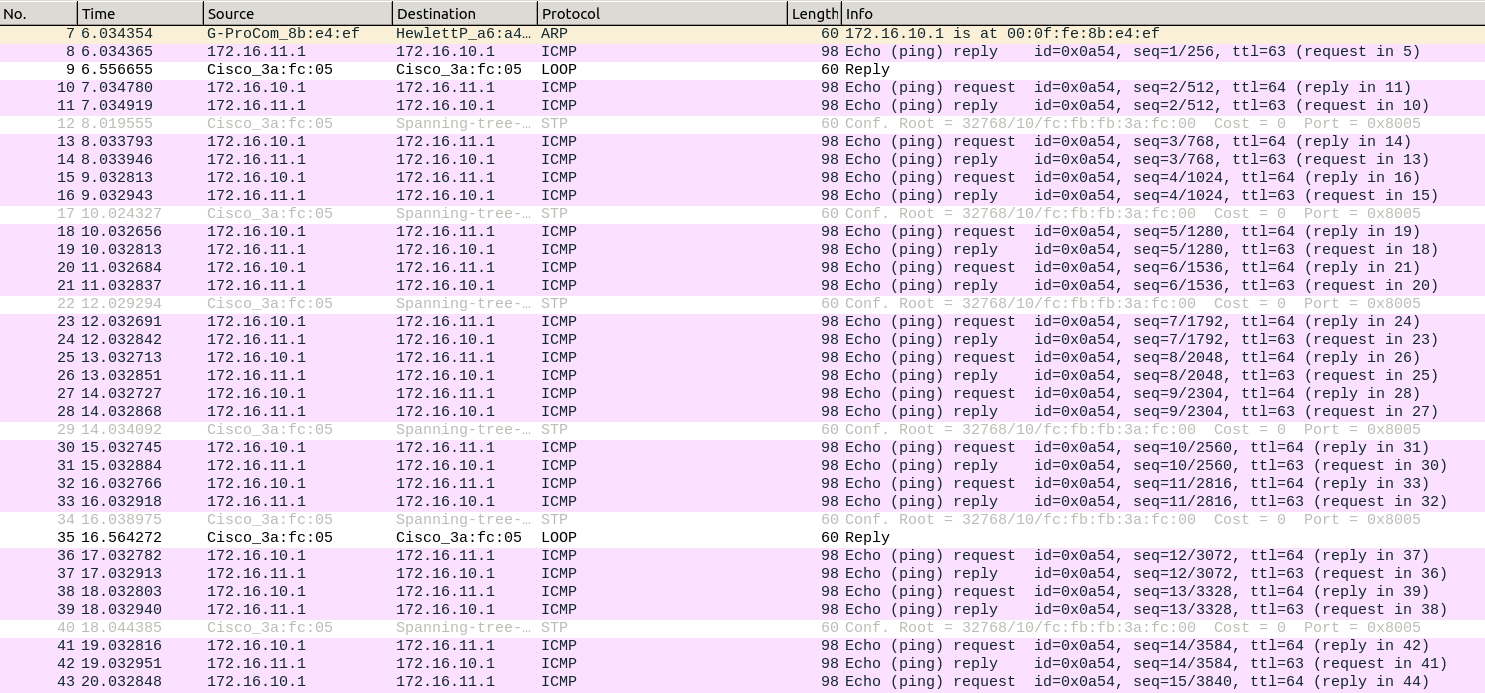 No. Time Source Destination Protocol Length Info
7 6.034354 G-ProCom_8b:e4:ef HewlettP_a6:a4… ARP 60 172.16.10.1 is at 00:0f:fe:8b:e4:ef
8 6.034365 172.16.11.1 172.16.10.1 ICMP 98 Echo (ping) reply id=0x0a54, seq=1/256, ttl=63 (request in 5)
9 6.556655 Cisco_3a:fc:05 Cisco_3a:fc:05 LOOP 60 Reply
10 7.034780 172.16.10.1 172.16.11.1 ICMP 98 Echo (ping) request id=0x0a54, seq=2/512, ttl=64 (reply in 11)
11 7.034919 172.16.11.1 172.16.10.1 ICMP 98 Echo (ping) reply id=0x0a54, seq=2/512, ttl=63 (request in 10)
12 8.019555 Cisco_3a:fc:05 Spanning-tree-… STP 60 Conf. Root = 32768/10/fc:fb:fb:3a:fc:00 Cost = 0 Port = 0x8005
13 8.033793 172.16.10.1 172.16.11.1 ICMP 98 Echo (ping) request id=0x0a54, seq=3/768, ttl=64 (reply in 14)
14 8.033946 172.16.11.1 172.16.10.1 ICMP 98 Echo (ping) reply id=0x0a54, seq=3/768, ttl=63 (request in 13)
15 9.032813 172.16.10.1 172.16.11.1 ICMP 98 Echo (ping) request id=0x0a54, seq=4/1024, ttl=64 (reply in 16)
16 9.032943 172.16.11.1 172.16.10.1 ICMP 98 Echo (ping) reply id=0x0a54, seq=4/1024, ttl=63 (request in 15)
17 10.024327 Cisco_3a:fc:05 Spanning-tree-… STP 60 Conf. Root = 32768/10/fc:fb:fb:3a:fc:00 Cost = 0 Port = 0x8005
18 10.032656 172.16.10.1 172.16.11.1 ICMP 98 Echo (ping) request id=0x0a54, seq=5/1280, ttl=64 (reply in 19)
19 10.032813 172.16.11.1 172.16.10.1 ICMP 98 Echo (ping) reply id=0x0a54, seq=5/1280, ttl=63 (request in 18)
20 11.032684 172.16.10.1 172.16.11.1 ICMP 98 Echo (ping) request id=0x0a54, seq=6/1536, ttl=64 (reply in 21)
21 11.032837 172.16.11.1 172.16.10.1 ICMP 98 Echo (ping) reply id=0x0a54, seq=6/1536, ttl=63 (request in 20)
22 12.029294 Cisco_3a:fc:05 Spanning-tree-… STP 60 Conf. Root = 32768/10/fc:fb:fb:3a:fc:00 Cost = 0 Port = 0x8005
23 12.032691 172.16.10.1 172.16.11.1 ICMP 98 Echo (ping) request id=0x0a54, seq=7/1792, ttl=64 (reply in 24)
24 12.032842 172.16.11.1 172.16.10.1 ICMP 98 Echo (ping) reply id=0x0a54, seq=7/1792, ttl=63 (request in 23)
25 13.032713 172.16.10.1 172.16.11.1 ICMP 98 Echo (ping) request id=0x0a54, seq=8/2048, ttl=64 (reply in 26)
26 13.032851 172.16.11.1 172.16.10.1 ICMP 98 Echo (ping) reply id=0x0a54, seq=8/2048, ttl=63 (request in 25)
27 14.032727 172.16.10.1 172.16.11.1 ICMP 98 Echo (ping) request id=0x0a54, seq=9/2304, ttl=64 (reply in 28)
28 14.032868 172.16.11.1 172.16.10.1 ICMP 98 Echo (ping) reply id=0x0a54, seq=9/2304, ttl=63 (request in 27)
29 14.034092 Cisco_3a:fc:05 Spanning-tree-… STP 60 Conf. Root = 32768/10/fc:fb:fb:3a:fc:00 Cost = 0 Port = 0x8005
30 15.032745 172.16.10.1 172.16.11.1 ICMP 98 Echo (ping) request id=0x0a54, seq=10/2560, ttl=64 (reply in 31)
31 15.032884 172.16.11.1 172.16.10.1 ICMP 98 Echo (ping) reply id=0x0a54, seq=10/2560, ttl=63 (request in 30)
32 16.032766 172.16.10.1 172.16.11.1 ICMP 98 Echo (ping) request id=0x0a54, seq=11/2816, ttl=64 (reply in 33)
33 16.032918 172.16.11.1 172.16.10.1 ICMP 98 Echo (ping) reply id=0x0a54, seq=11/2816, ttl=63 (request in 32)
34 16.038975 Cisco_3a:fc:05 Spanning-tree-… STP 60 Conf. Root = 32768/10/fc:fb:fb:3a:fc:00 Cost = 0 Port = 0x8005
35 16.564272 Cisco_3a:fc:05 Cisco_3a:fc:05 LOOP 60 Reply
36 17.032782 172.16.10.1 172.16.11.1 ICMP 98 Echo (ping) request id=0x0a54, seq=12/3072, ttl=64 (reply in 37)
37 17.032913 172.16.11.1 172.16.10.1 ICMP 98 Echo (ping) reply id=0x0a54, seq=12/3072, ttl=63 (request in 36)
38 18.032803 172.16.10.1 172.16.11.1 ICMP 98 Echo (ping) request id=0x0a54, seq=13/3328, ttl=64 (reply in 39)
39 18.032940 172.16.11.1 172.16.10.1 ICMP 98 Echo (ping) reply id=0x0a54, seq=13/3328, ttl=63 (request in 38)
40 18.044385 Cisco_3a:fc:05 Spanning-tree-… STP 60 Conf. Root = 32768/10/fc:fb:fb:3a:fc:00 Cost = 0 Port = 0x8005
41 19.032816 172.16.10.1 172.16.11.1 ICMP 98 Echo (ping) request id=0x0a54, seq=14/3584, ttl=64 (reply in 42)
42 19.032951 172.16.11.1 172.16.10.1 ICMP 98 Echo (ping) reply id=0x0a54, seq=14/3584, ttl=63 (request in 41)
43 20.032848 172.16.10.1 172.16.11.1 ICMP 98 Echo (ping) request id=0x0a54, seq=15/3840, ttl=64 (reply in 44)